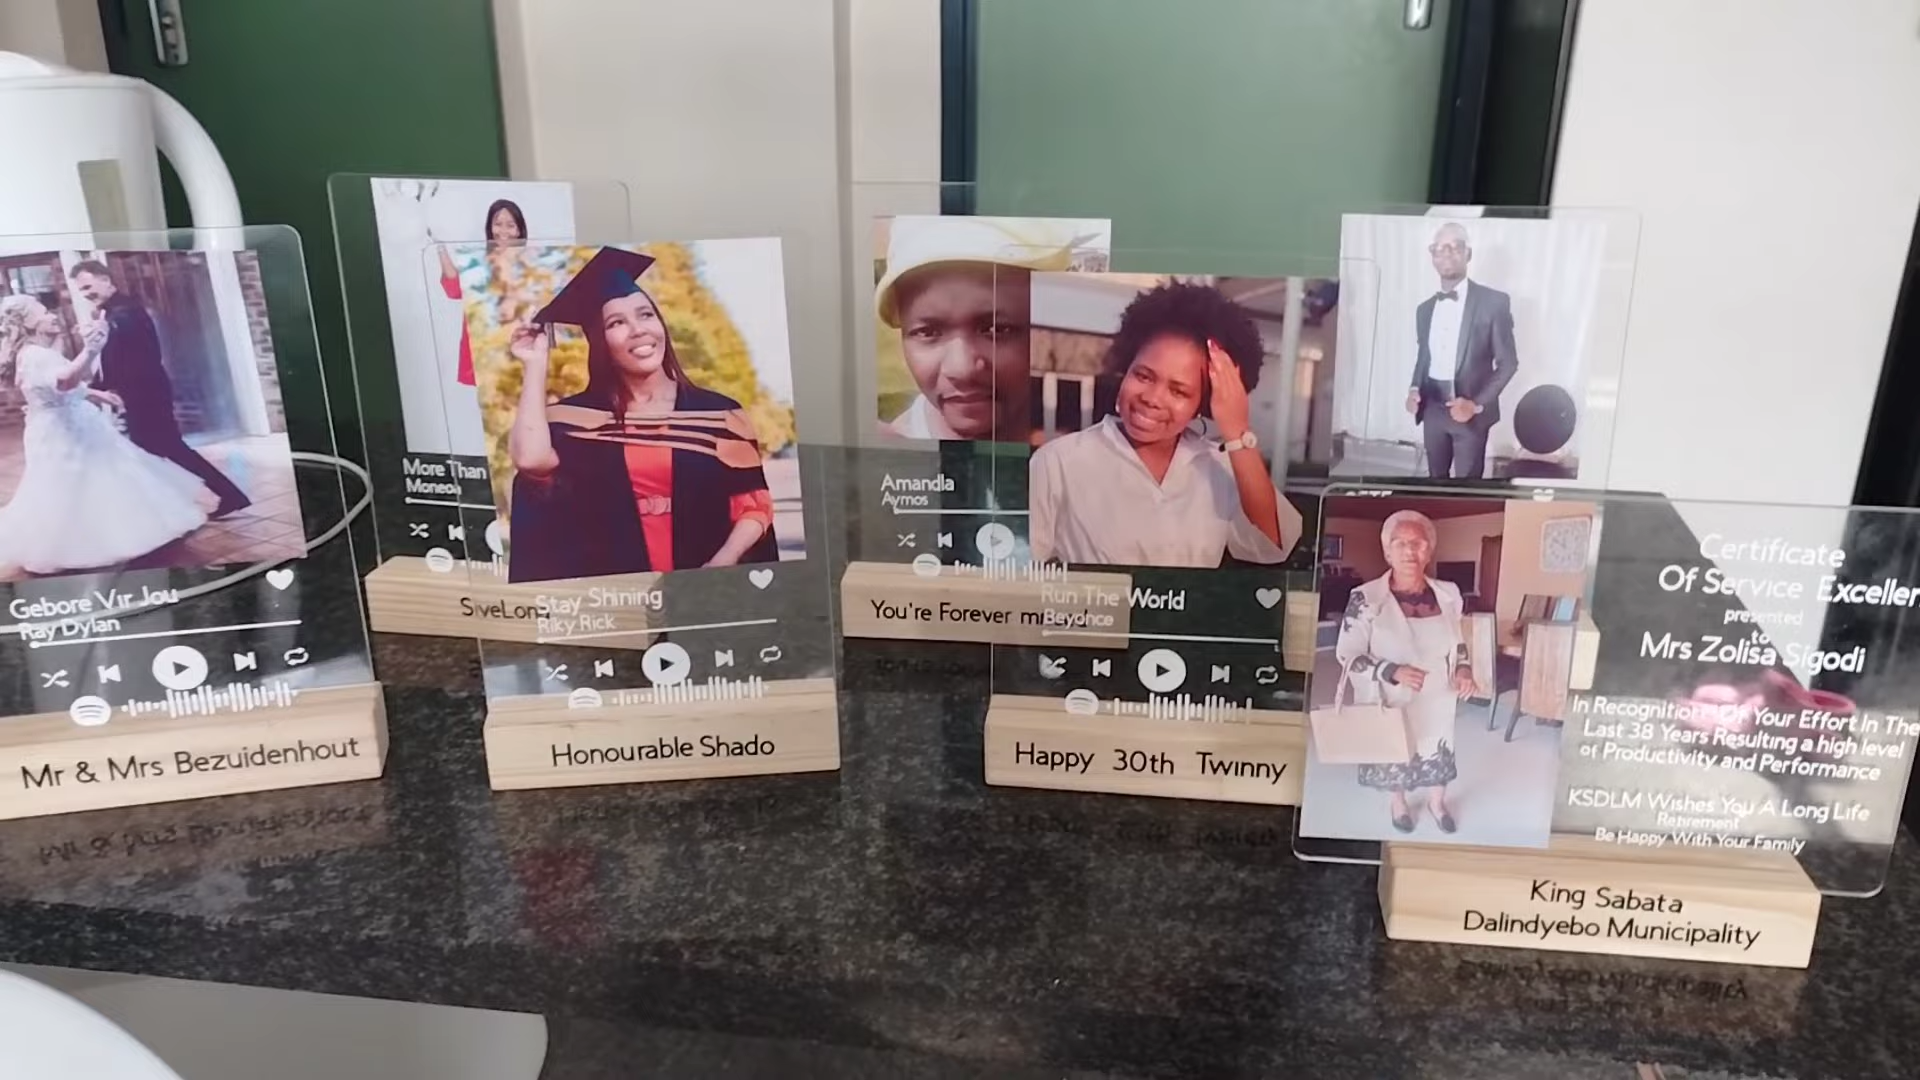 Gebore Vir Jou
Ray Dylan
Mr & Mrs Bezuidenhout
More Than
Stay Shining
Riky Rick
Honourable Shado
Amandla
Aymos
You're Forever
Run The World
Beyonce
Happy 30th Twinny
Certificate
Of Service
presented
to
Mrs Zolisa Sigodi
In Recognition Of Your Effort In The
Last 38 Years Resulting a high level
of Productivity and Performance
KSDLM Wishes You A Long Life
Retirement
Be Happy With Your Family
King Sabata
Dalindyebo Municipality